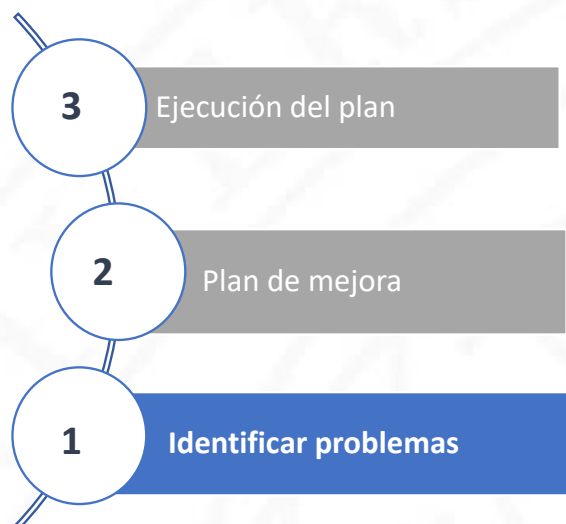 3
Ejecución del plan
2
Plan de mejora
1
Identificar problemas